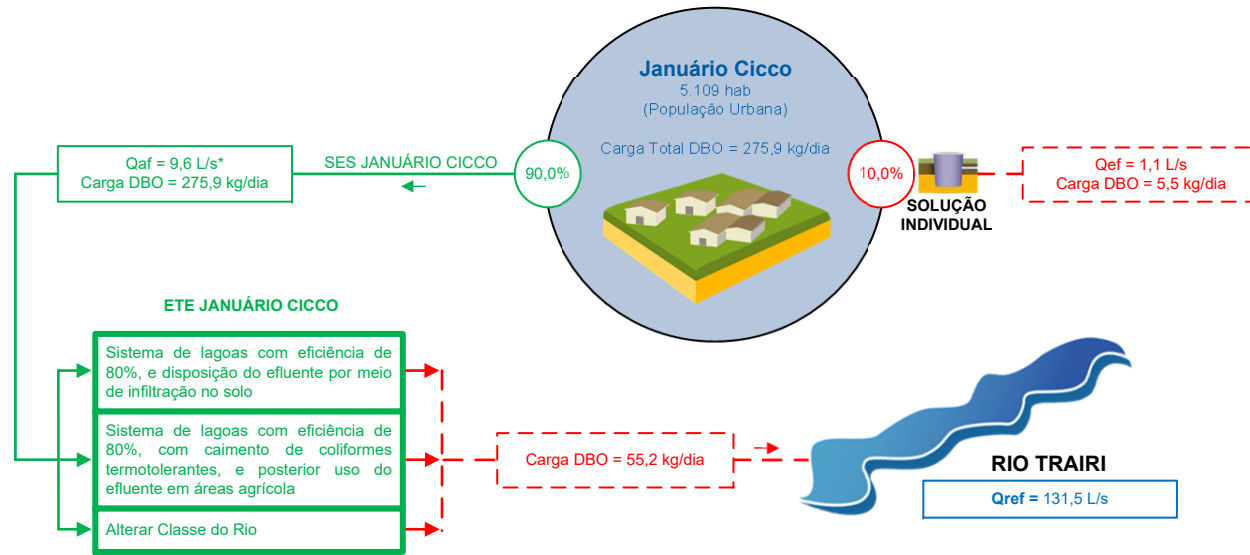 Januário Cicco
5.109 hab
(População Urbana)
Carga Total DBO = 275,9 kg/dia
Qaf = 9,6 L/s*
Carga DBO = 275,9 kg/dia
SES JANUÁRIO CICCO
90,0%
10,0%
SOLUÇÃO
INDIVIDUAL
Qef = 1,1 L/s
Carga DBO = 5,5 kg/dia
ETE JANUÁRIO CICCO
Sistema de lagoas com eficiência de
80%, e disposição do efluente por meio
de infiltração no solo
Sistema de lagoas com eficiência de
80%, com caimento de coliformes
termotolerantes, e posterior uso do
efluente em áreas agrícola
Alterar Classe do Rio
Carga DBO = 55,2 kg/dia
RIO TRAIRI
Qref = 131,5 L/s